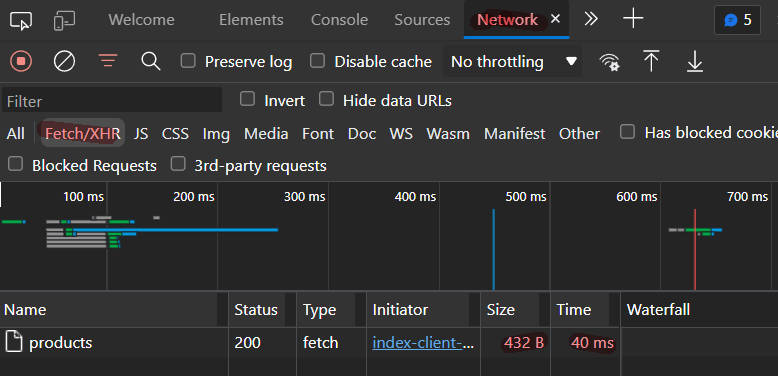 Welcome Elements Console Sources Network 5
Preserve log Disable cache No throttling
Filter Invert Hide data URLs
All Fetch/XHR JS CSS Img Media Font Doc WS Wasm Manifest Other Has blocked cookie
Blocked Requests 3rd-party requests
100 ms 200 ms 300 ms 400 ms 500 ms 600 ms 700 ms
Name Status Type Initiator Size Time Waterfall
products 200 fetch index-client-... 432 B 40 ms